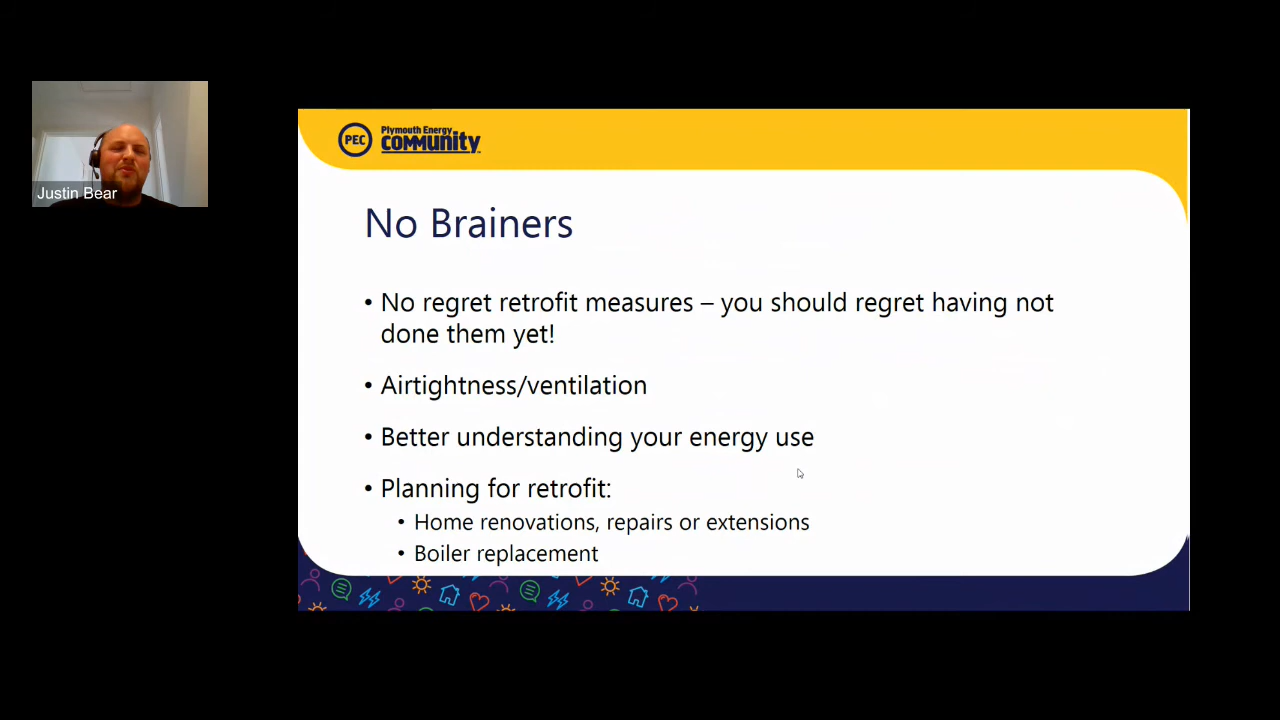 Justin Bear
PEC
Plymouth Energy
community
No Brainers
• No regret retrofit measures – you should regret having not
done them yet!
• Airtightness/ventilation
• Better understanding your energy use
• Planning for retrofit:
• Home renovations, repairs or extensions
• Boiler replacement